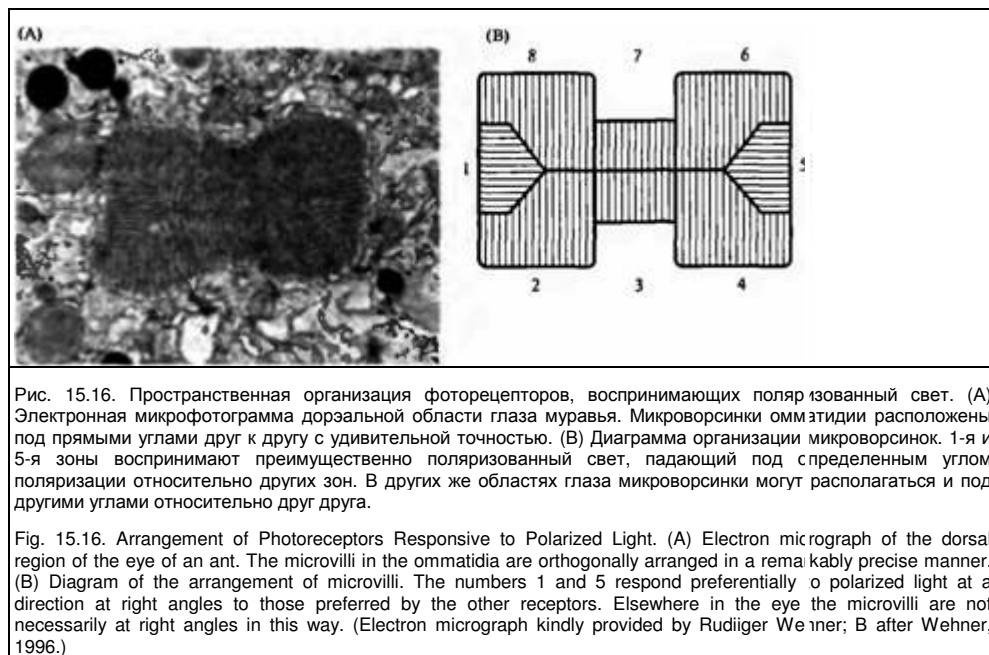 (A)
(B)
8 7 6
1 5
2 3 4
Рис. 15.16. Пространственная организация фоторецепторов, воспринимающих поляризованный свет. (А)
Электронная микрофотограмма дорэальной области глаза муравья. Микроворсинки омматидии расположены
под прямыми углами друг к другу с удивительной точностью. (В) Диаграмма организации микроворсинок. 1-я и
5-я зоны воспринимают преимущественно поляризованный свет, падающий под определенным углом
поляризации относительно других зон. В других же областях глаза микроворсинки могут располагаться и под
другими углами относительно друг друга.
Fig. 15.16. Arrangement of Photoreceptors Responsive to Polarized Light. (A) Electron micrograph of the dorsal
region of the eye of an ant. The microvilli in the ommatidia are orthogonally arranged in a remarkably precise manner.
(B) Diagram of the arrangement of microvilli. The numbers 1 and 5 respond preferentially to polarized light at a
direction at right angles to those preferred by the other receptors. Elsewhere in the eye the microvilli are not
necessarily at right angles in this way. (Electron micrograph kindly provided by Rudiiger Wehner; B after Wehner,
1996.)